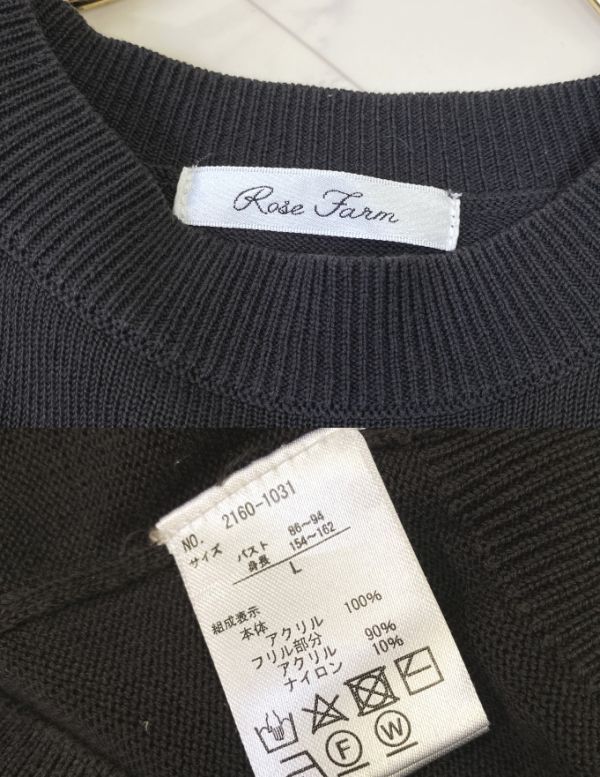 Rose Farm
NO. 2160-1031
サイズ バスト 86~94
身長 154~162
L
組成表示
本体
アクリル 100%
フリル部分
アクリル 90%
ナイロン 10%
F W